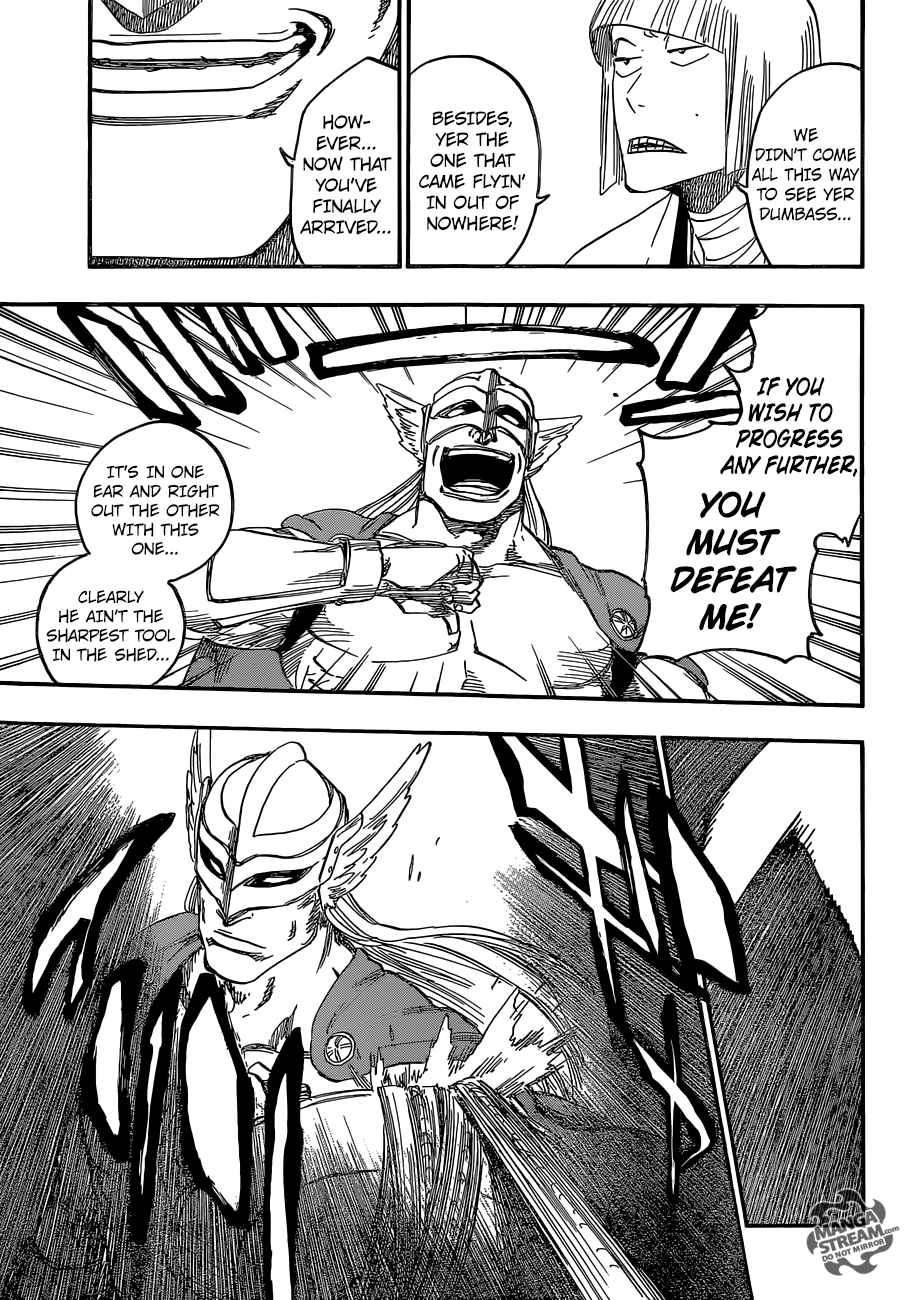 WE
DIDN'T COME
ALL THIS WAY
TO SEE YER
DUMBASS...
BESIDES,
YER THE
ONE THAT
CAME FLYIN'
IN OUT OF
NOWHERE!
HOW-
EVER...
NOW THAT
YOU'VE
FINALLY
ARRIVED...
IF YOU
WISH TO
PROGRESS
ANY FURTHER,
YOU
MUST
DEFEAT
ME!
IT'S IN ONE
EAR AND RIGHT
OUT THE OTHER
WITH THIS
ONE...
CLEARLY
HE AIN'T THE
SHARPEST TOOL
IN THE SHED...
MANGA
STREAM.com
DO NOT MIRROR